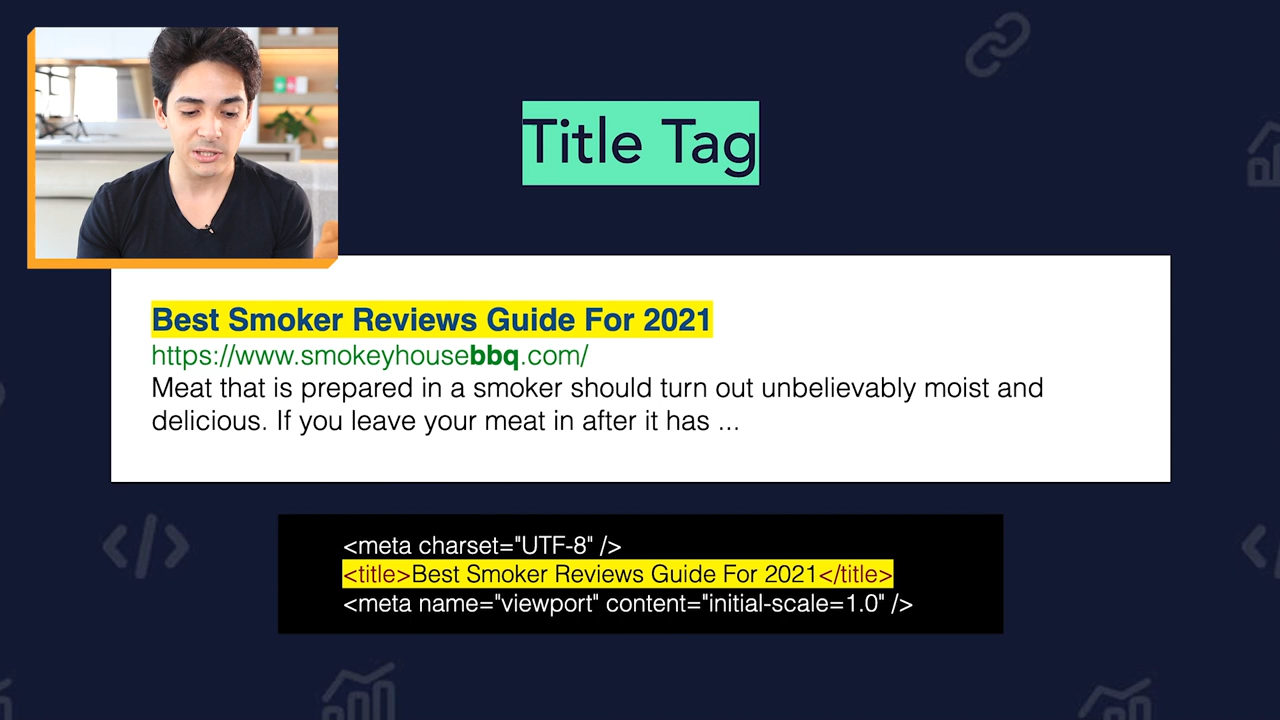 Title Tag
Best Smoker Reviews Guide For 2021
https://www.smokeyhousebbq.com/
Meat that is prepared in a smoker should turn out unbelievably moist and
delicious. If you leave your meat in after it has ...
<meta charset="UTF-8" />
<title>Best Smoker Reviews Guide For 2021</title>
<meta name="viewport" content="initial-scale=1.0" />